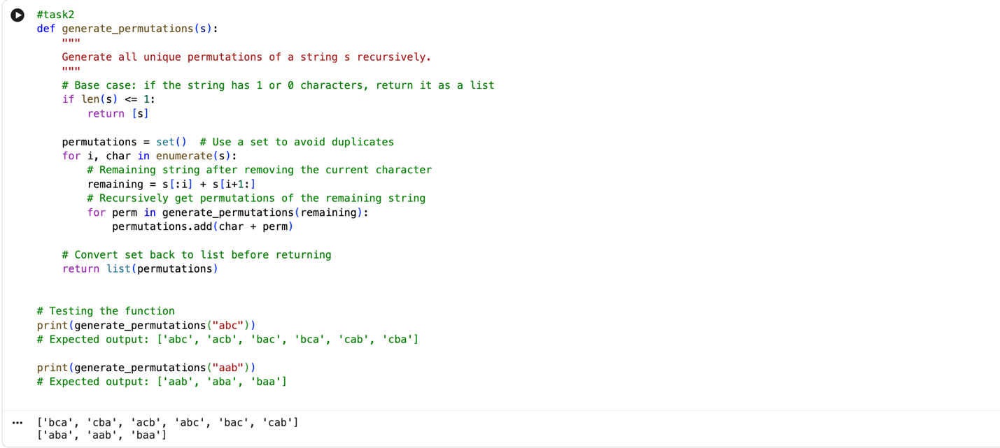 #task2
def generate_permutations(s):
    """
    Generate all unique permutations of a string s recursively.
    """
    # Base case: if the string has 1 or 0 characters, return it as a list
    if len(s) <= 1:
        return [s]

    permutations = set()  # Use a set to avoid duplicates
    for i, char in enumerate(s):
        # Remaining string after removing the current character
        remaining = s[:i] + s[i+1:]
        # Recursively get permutations of the remaining string
        for perm in generate_permutations(remaining):
            permutations.add(char + perm)

    # Convert set back to list before returning
    return list(permutations)


# Testing the function
print(generate_permutations("abc"))
# Expected output: ['abc', 'acb', 'bac', 'bca', 'cab', 'cba']

print(generate_permutations("aab"))
# Expected output: ['aab', 'aba', 'baa']

['bca', 'cba', 'acb', 'abc', 'bac', 'cab']
['aba', 'aab', 'baa']